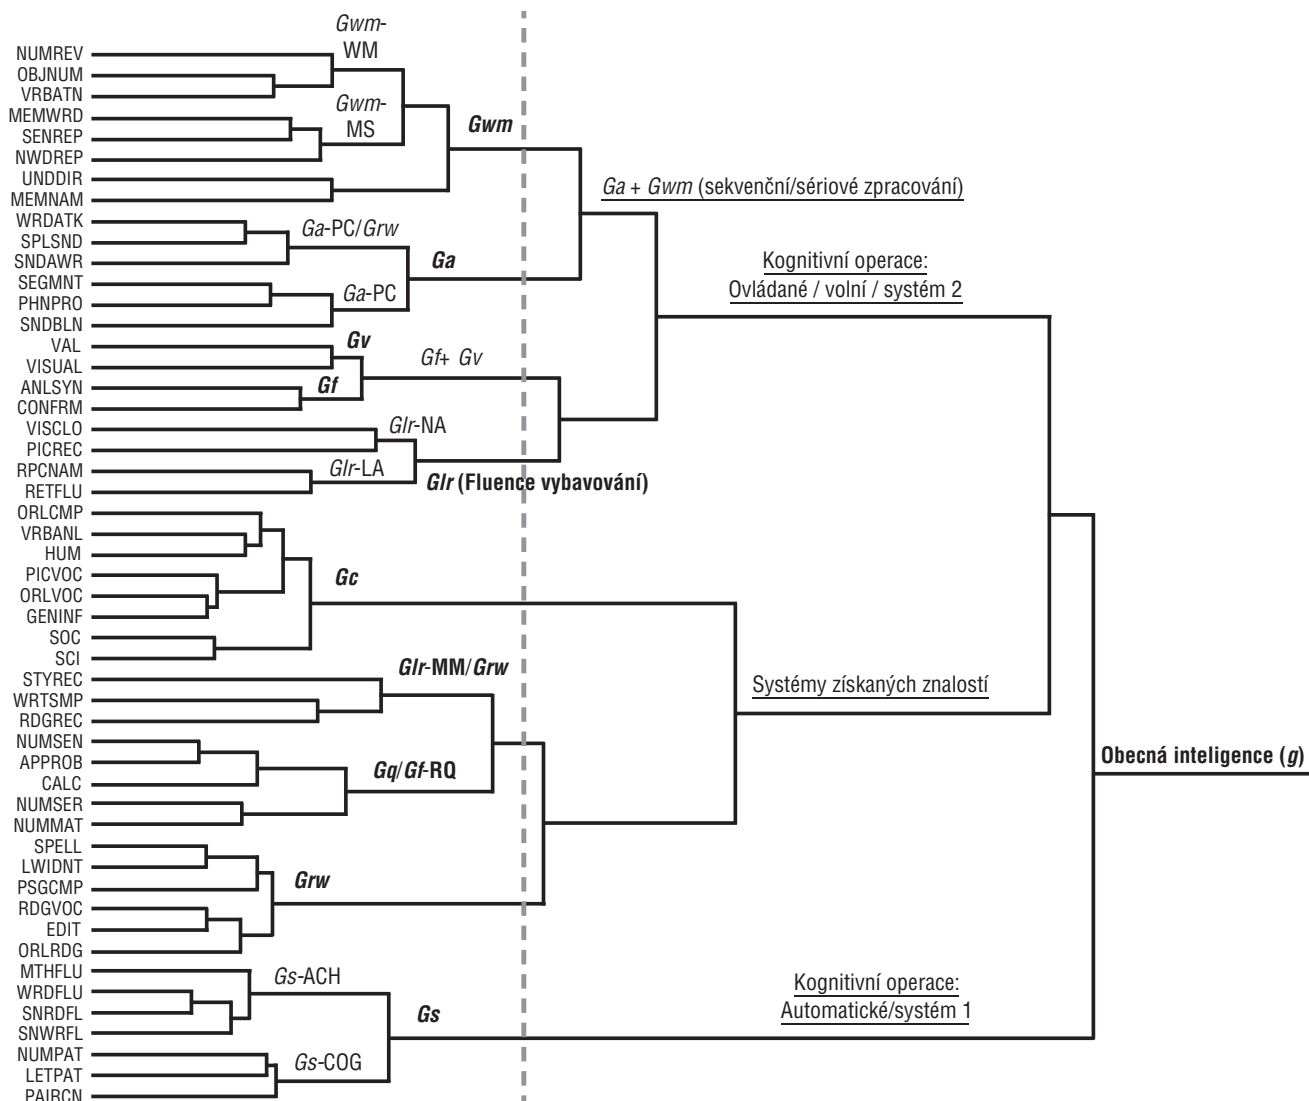 Gwm-
WM
NUMREV
OBJNUM
VRBATN
MEMWRD
Gwm-
MS
SENREP
NWDREP
Gwm
UNDDIR
MEMNAM
Ga + Gwm (sekvenční/sériové zpracování)
WRDATK
SPLSND
SNDAWR
Ga-PC/Grw
Ga
SEGMNT
PHNPRO
SNDBLN
Ga-PC
Kognitivní operace:
Ovládané / volní / systém 2
VAL
VISUAL
Gv
Gf+ Gv
ANLSYN
CONFRM
Gf
VISCLO
PICREC
Glr-NA
RPCNAM
RETFLU
Glr-LA
Glr (Fluence vybavování)
ORLCMP
VRBANL
HUM
PICVOC
ORLVOC
GENINF
Gc
SOC
SCI
STYREC
WRTSMP
RDGREC
Glr-MM/Grw
Systémy získaných znalostí
NUMSEN
APPROB
CALC
Gq/Gf-RQ
NUMSER
NUMMAT
Obecná inteligence (g)
SPELL
LWIDNT
PSGCMP
Grw
RDGVOC
EDIT
ORLRDG
MTHFLU
WRDFLU
SNRDFL
SNWRFL
Gs-ACH
Gs
Kognitivní operace:
Automatické/systém 1
NUMPAT
LETPAT
PAIRCN
Gs-COG